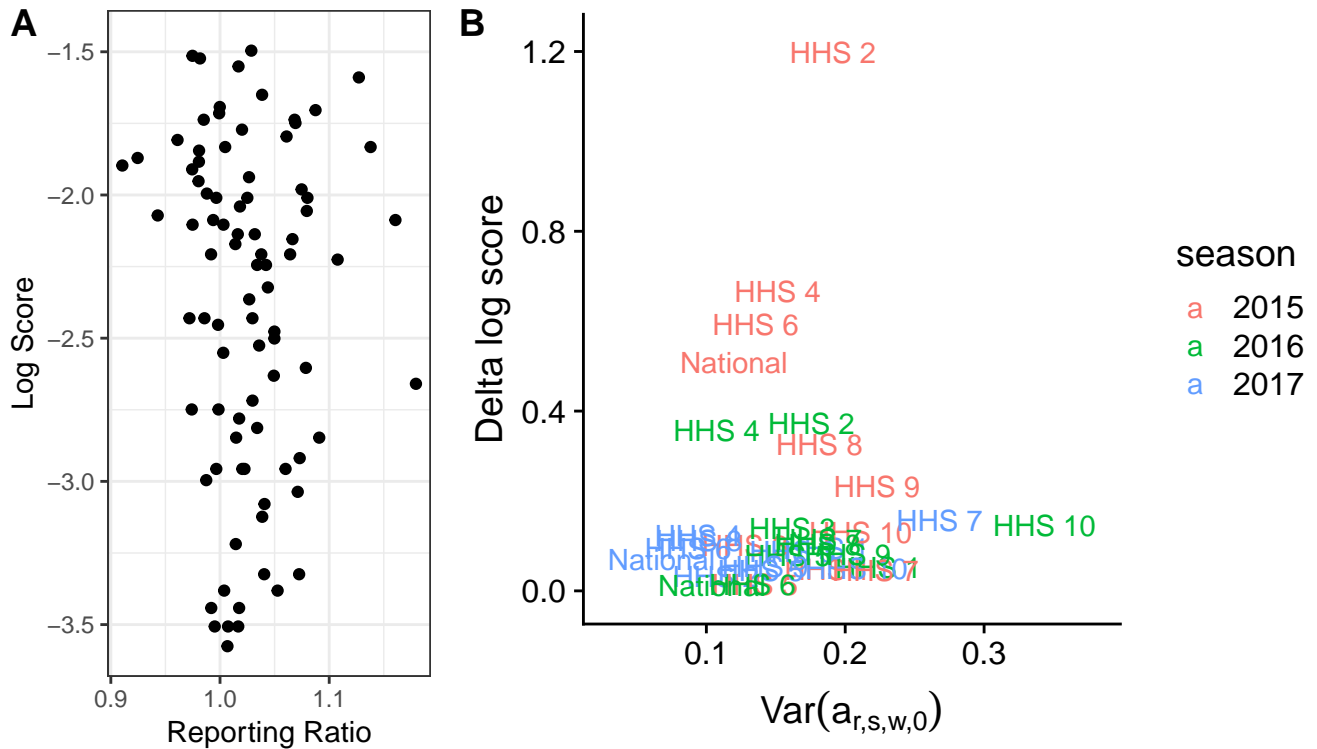 A
−1.5
−2.0
−2.5
−3.0
−3.5
Log Score
0.9
1.0
1.1
Reporting Ratio
B
1.2
0.8
0.4
0.0
Delta log score
HHS 2
HHS 4
HHS 6
National
HHS 4
HHS 2
HHS 8
HHS 9
HHS 7
HHS 10
HHS 10
HHS 4
National
HHS 9
HHS 7
National
HHS 6
0.1
0.2
0.3
Var(a r,s,w,0)
season
a 2015
a 2016
a 2017